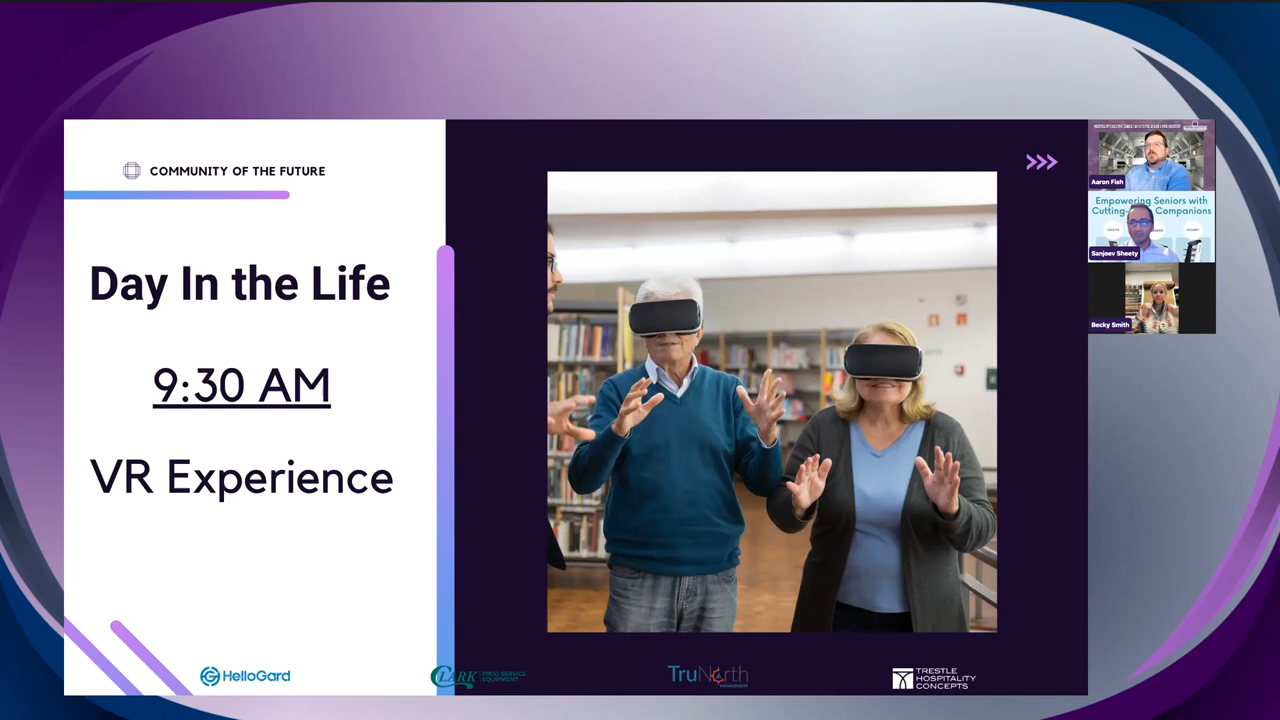 COMMUNITY OF THE FUTURE
Day In the Life
9:30 AM
VR Experience
HelloGard
CLARK FOOD SERVICE
EQUIPMENT
TruNorth
MANAGEMENT
TRESTLE
HOSPITALITY
CONCEPTS
Aaron Fish
Empowering Seniors with
Cutting- Companions
Sanjeev Sheety
Becky Smith